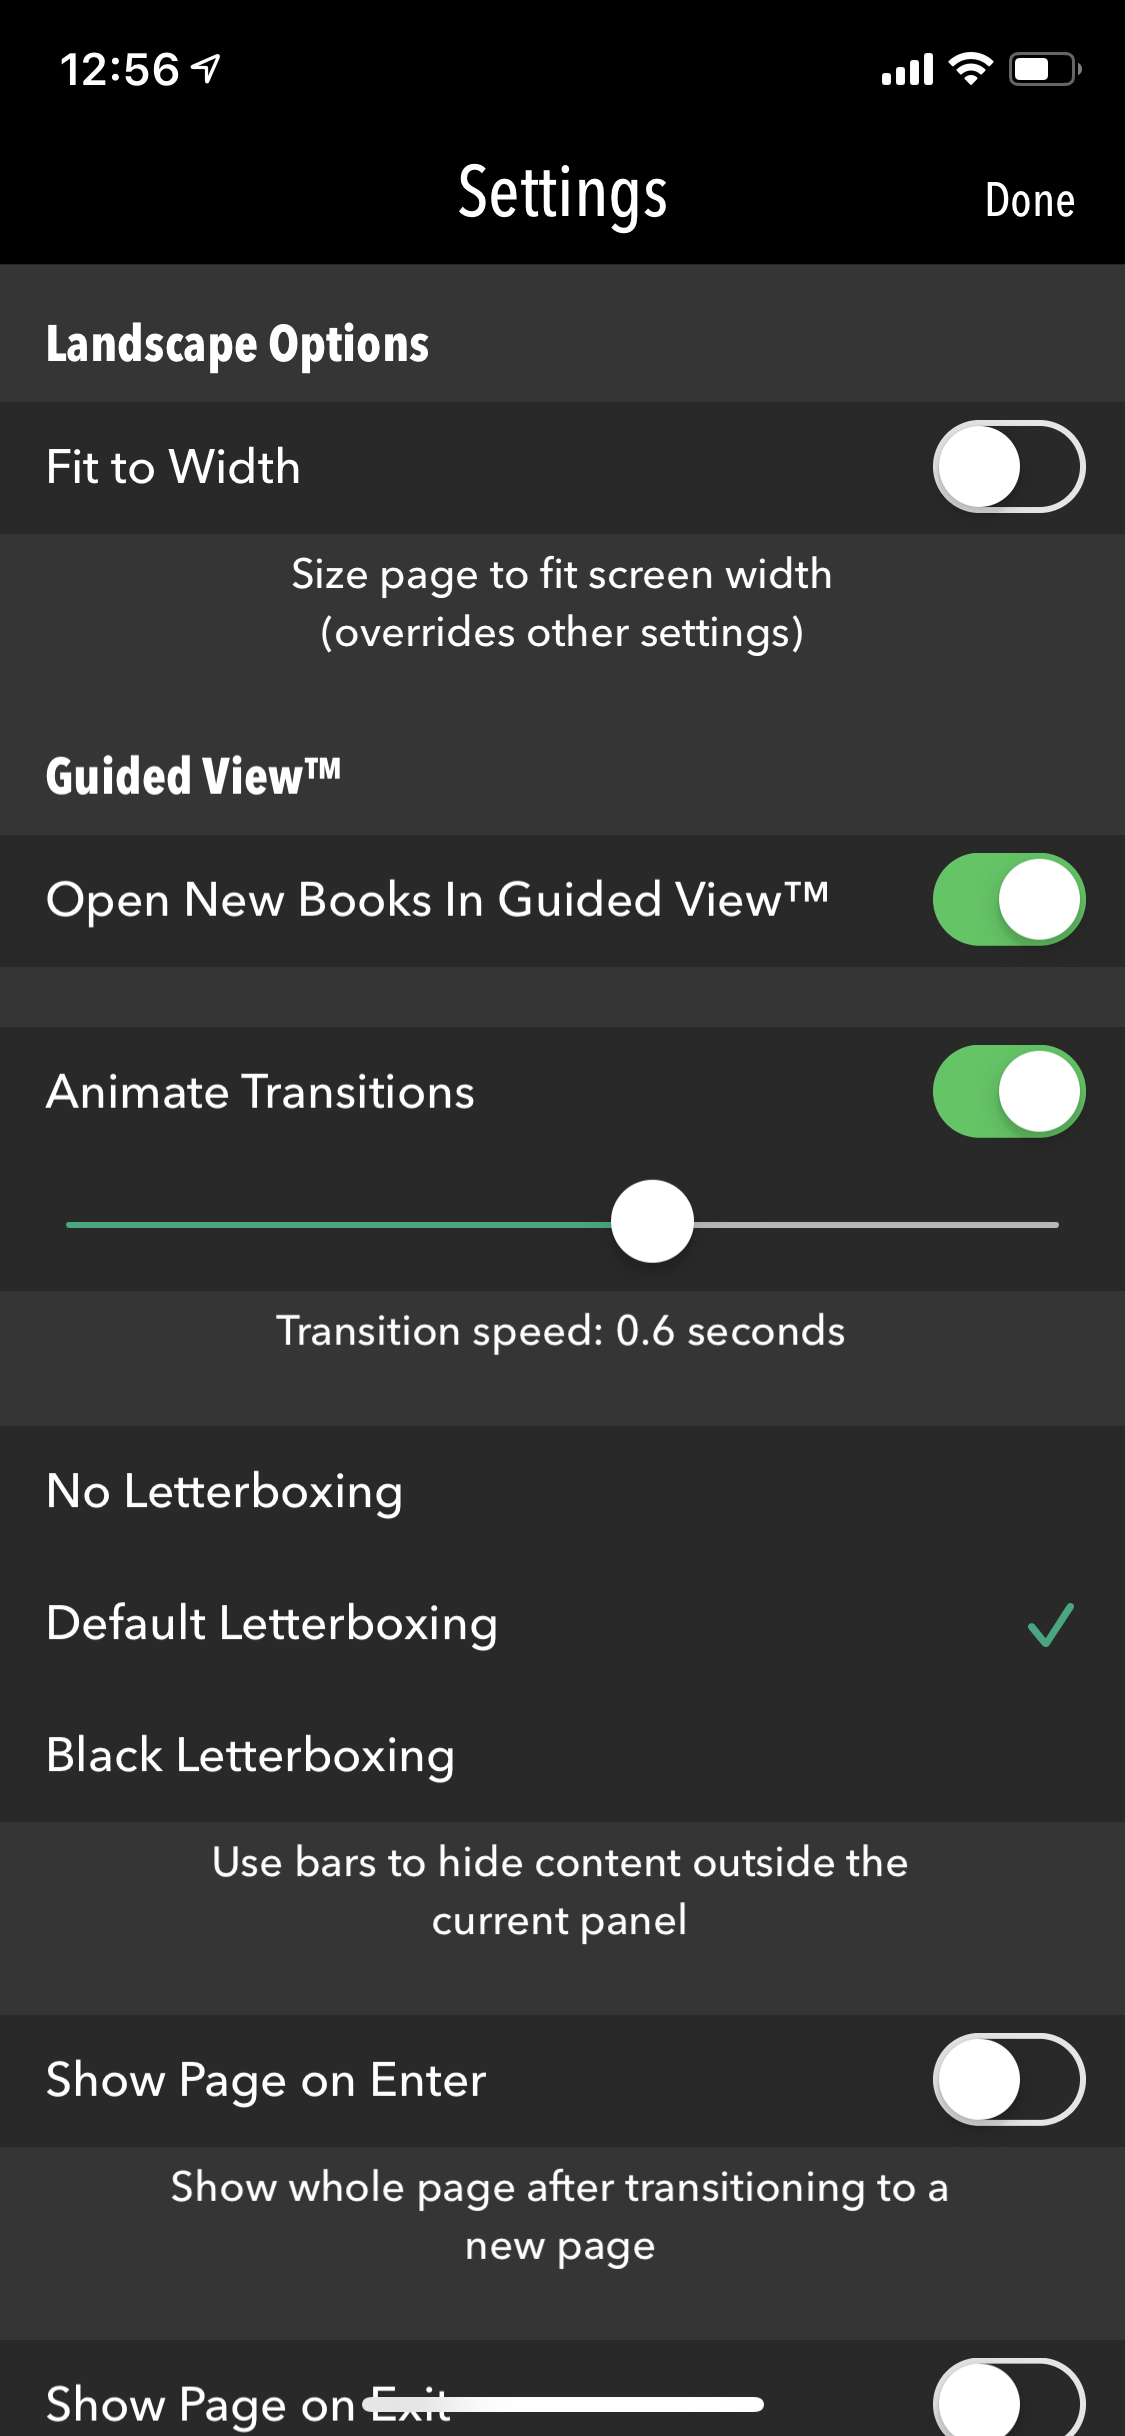 12:56
Settings
Done
Landscape Options
Fit to Width
Size page to fit screen width
(overrides other settings)
Guided View™
Open New Books In Guided View™
Animate Transitions
Transition speed: 0.6 seconds
No Letterboxing
Default Letterboxing
Black Letterboxing
Use bars to hide content outside the
current panel
Show Page on Enter
Show whole page after transitioning to a
new page
Show Page on Exit